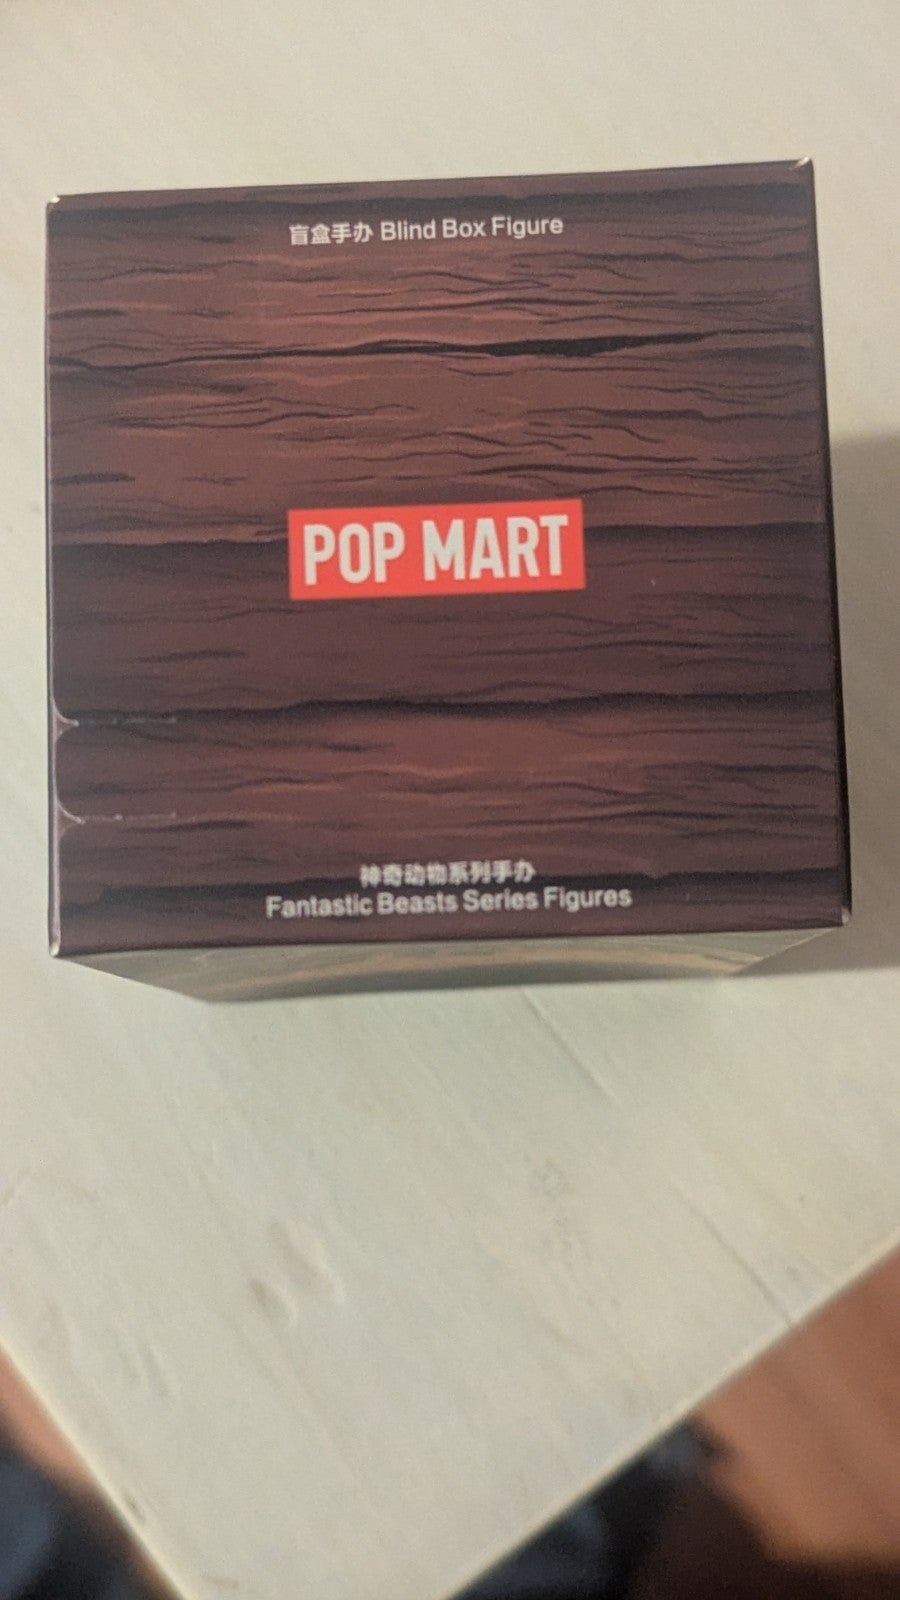 盲盒手办 Blind Box Figure
POP MART
神奇动物系列手办
Fantastic Beasts Series Figures